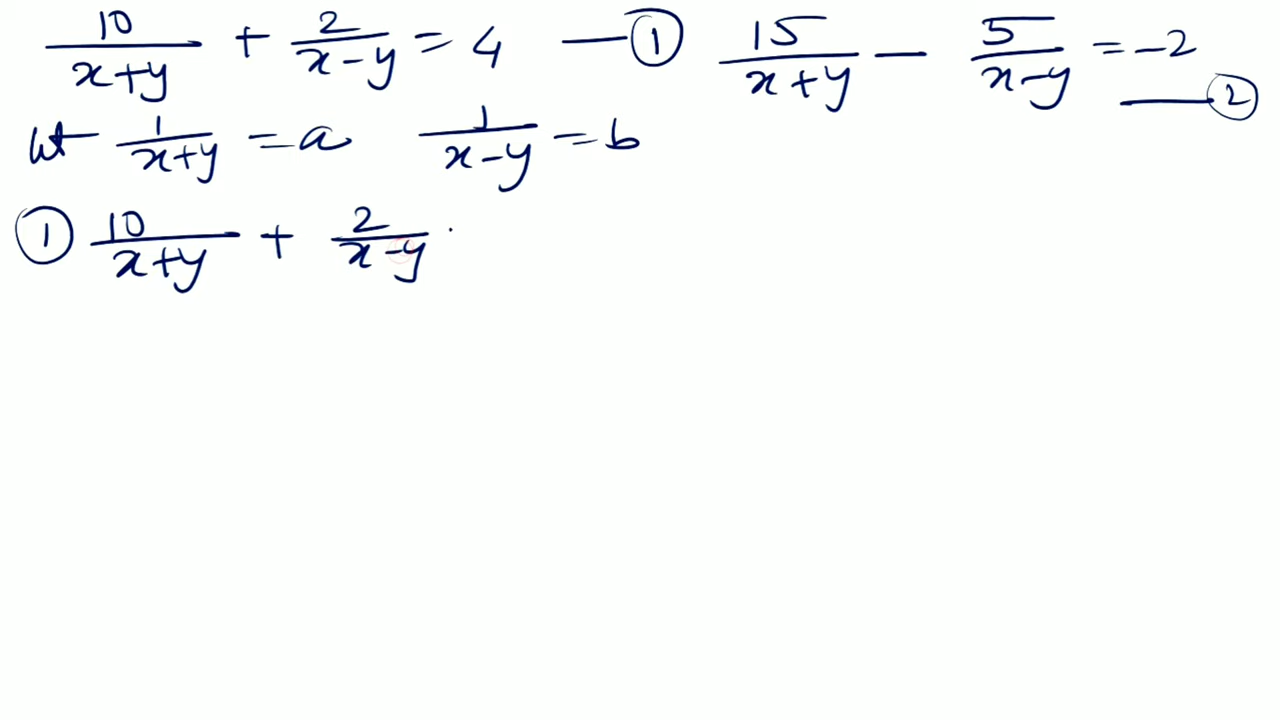 10/(x+y) + 2/(x-y) = 4 — ① 15/(x+y) - 5/(x-y) = -2 — ②
let 1/(x+y) = a 1/(x-y) = b
① 10/(x+y) + 2/(x-y)